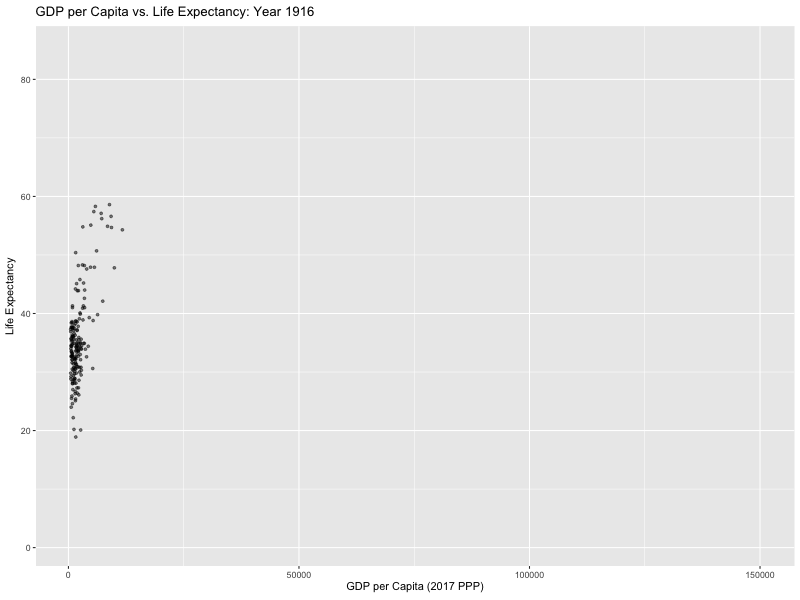 GDP per Capita vs. Life Expectancy: Year 1916
80
60
40
20
0
Life Expectancy
0 50000 100000 150000
GDP per Capita (2017 PPP)